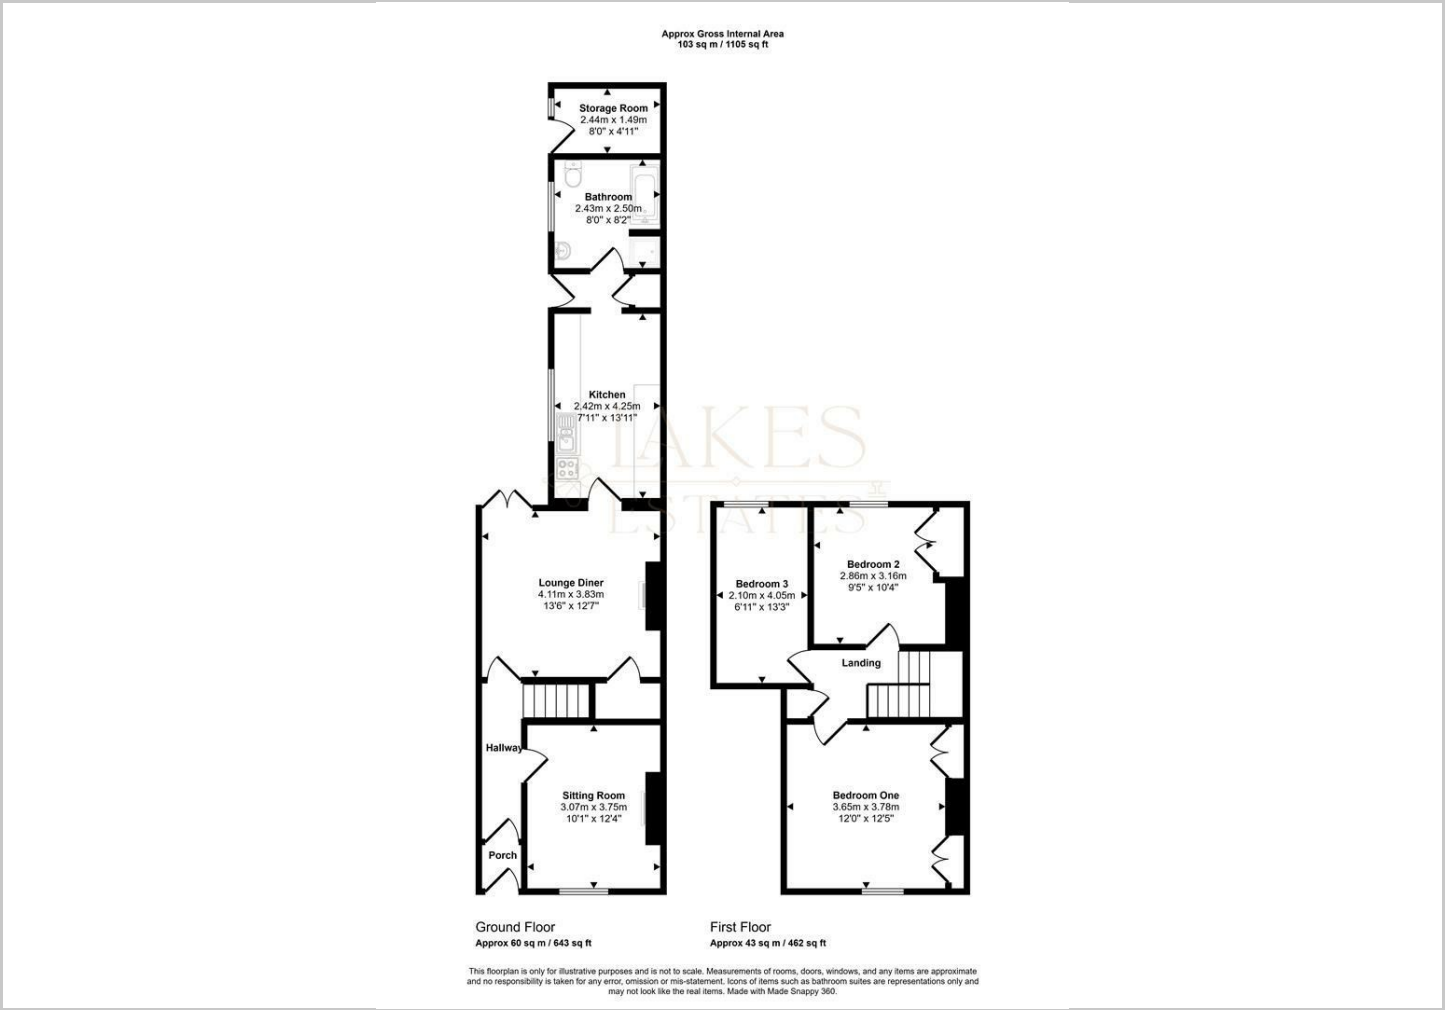 Approx Gross Internal Area
103 sq m / 1105 sq ft
Storage Room
2.44m x 1.49m
8'0" x 4'11"
Bathroom
2.43m x 2.50m
8'0" x 8'2"
Kitchen
2.42m x 4.25m
7'11" x 13'11"
LAKES
ESTATES
Lounge Diner
4.11m x 3.83m
13'6" x 12'7"
Hallway
Sitting Room
3.07m x 3.75m
10'1" x 12'4"
Porch
Bedroom 3
2.10m x 4.05m
6'11" x 13'3"
Bedroom 2
2.86m x 3.16m
9'5" x 10'4"
Landing
Bedroom One
3.65m x 3.78m
12'0" x 12'5"
Ground Floor
Approx 60 sq m / 643 sq ft
First Floor
Approx 43 sq m / 462 sq ft
This floorplan is only for illustrative purposes and is not to scale. Measurements of rooms, doors, windows, and any items are approximate
and no responsibility is taken for any error, omission or mis-statement. Icons of items such as bathroom suites are representations only and
may not look like the real items. Made with Made Snappy 360.